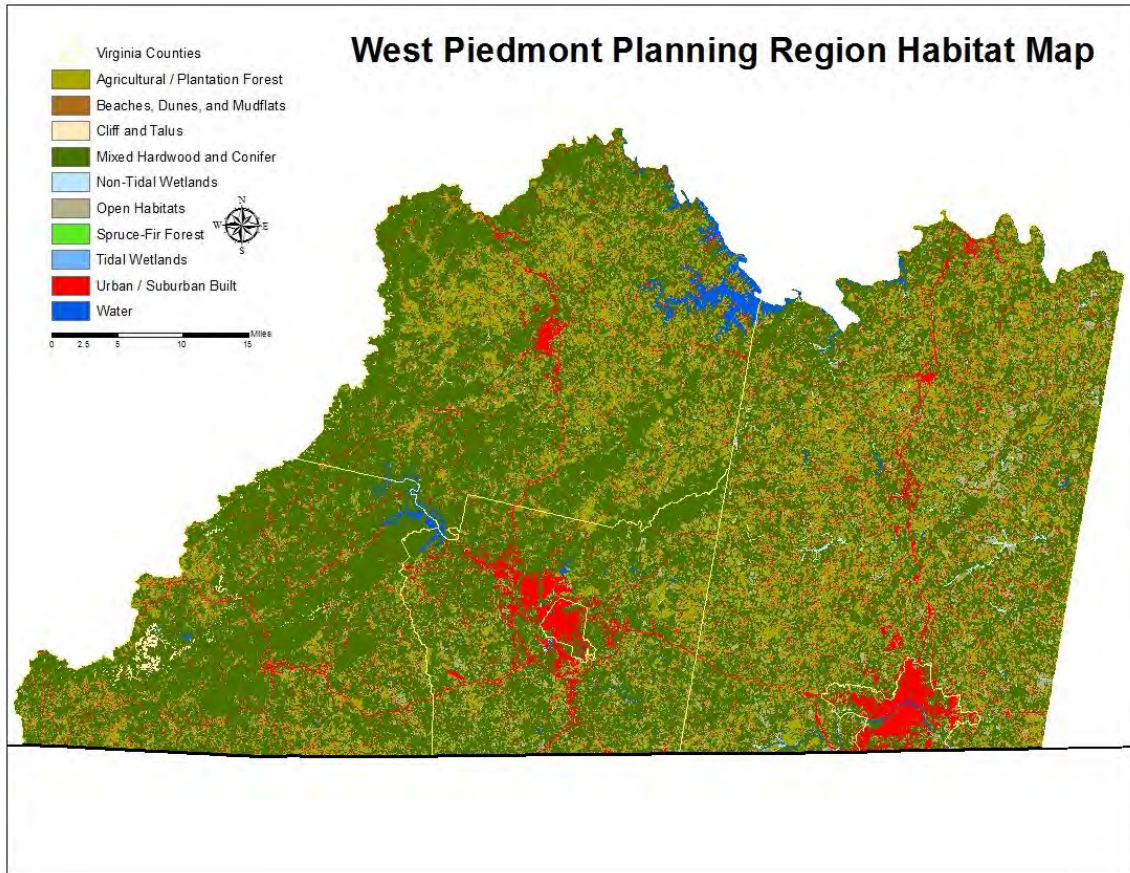 West Piedmont Planning Region Habitat Map
Virginia Counties
Agricultural / Plantation Forest
Beaches, Dunes, and Mudflats
Cliff and Talus
Mixed Hardwood and Conifer
Non-Tidal Wetlands
Open Habitats
Spruce-Fir Forest
Tidal Wetlands
Urban / Suburban Built
Water
N
W E
S
Miles
0 2.5 5 10 15